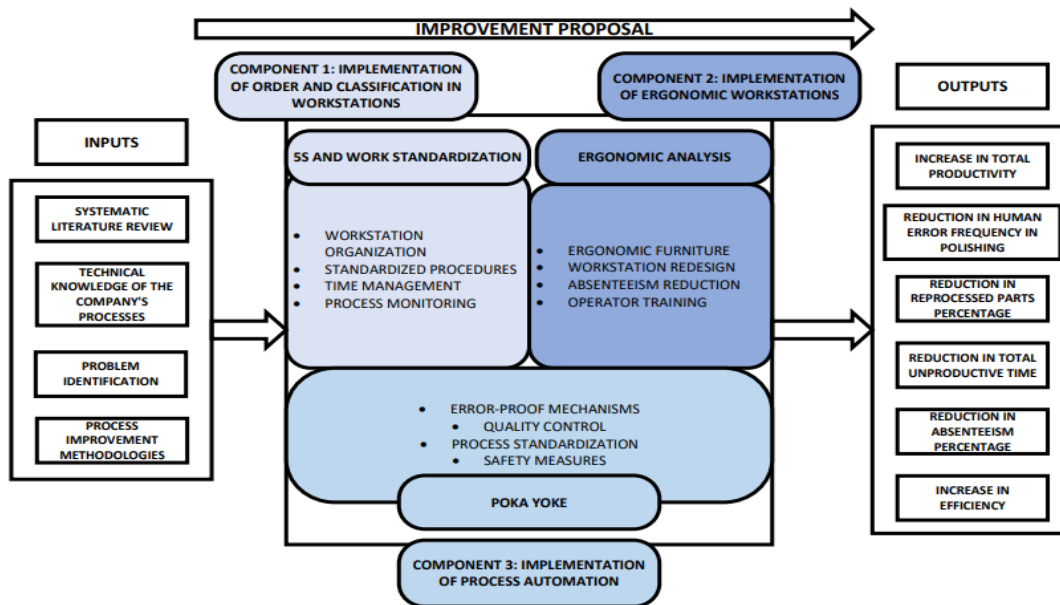 IMPROVEMENT PROPOSAL
COMPONENT 1: IMPLEMENTATION
OF ORDER AND CLASSIFICATION IN
WORKSTATIONS
COMPONENT 2: IMPLEMENTATION
OF ERGONOMIC WORKSTATIONS
INPUTS
SYSTEMATIC
LITERATURE REVIEW
TECHNICAL
KNOWLEDGE OF THE
COMPANY'S
PROCESSES
PROBLEM
IDENTIFICATION
PROCESS
IMPROVEMENT
METHODOLOGIES
5S AND WORK STANDARDIZATION
• WORKSTATION
ORGANIZATION
• STANDARDIZED PROCEDURES
• TIME MANAGEMENT
• PROCESS MONITORING
ERGONOMIC ANALYSIS
• ERGONOMIC FURNITURE
• WORKSTATION REDESIGN
• ABSENTEEISM REDUCTION
• OPERATOR TRAINING
• ERROR-PROOF MECHANISMS
• QUALITY CONTROL
• PROCESS STANDARDIZATION
• SAFETY MEASURES
POKA YOKE
COMPONENT 3: IMPLEMENTATION
OF PROCESS AUTOMATION
OUTPUTS
INCREASE IN TOTAL
PRODUCTIVITY
REDUCTION IN HUMAN
ERROR FREQUENCY IN
POLISHING
REDUCTION IN
REPROCESSED PARTS
PERCENTAGE
REDUCTION IN TOTAL
UNPRODUCTIVE TIME
REDUCTION IN
ABSENTEEISM
PERCENTAGE
INCREASE IN
EFFICIENCY